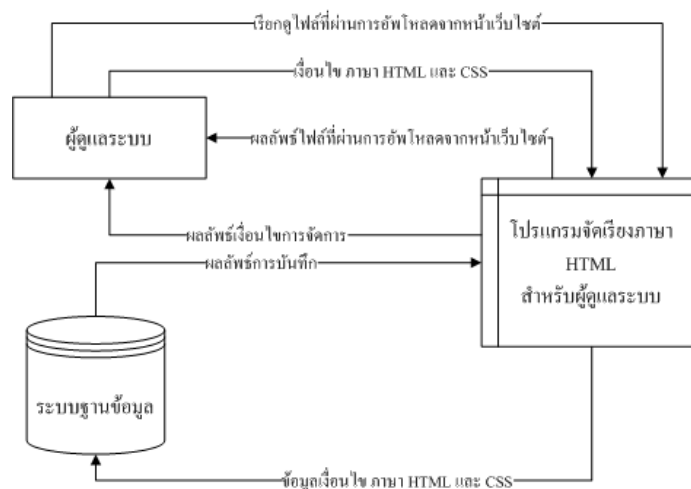 เรียกดูไฟล์ที่ผ่านการอัพโหลดจากหน้าเว็บไซต์
เงื่อนไข ภาษา HTML และ CSS
ผู้ดูแลระบบ
ผลลัพธ์ไฟล์ที่ผ่านการอัพโหลดจากหน้าเว็บไซต์
ผลลัพธ์เงื่อนไขการจัดการ
โปรแกรมจัดเรียงภาษา
HTML
สำหรับผู้ดูแลระบบ
ผลลัพธ์การบันทึก
ระบบฐานข้อมูล
ข้อมูลเงื่อนไข ภาษา HTML และ CSS